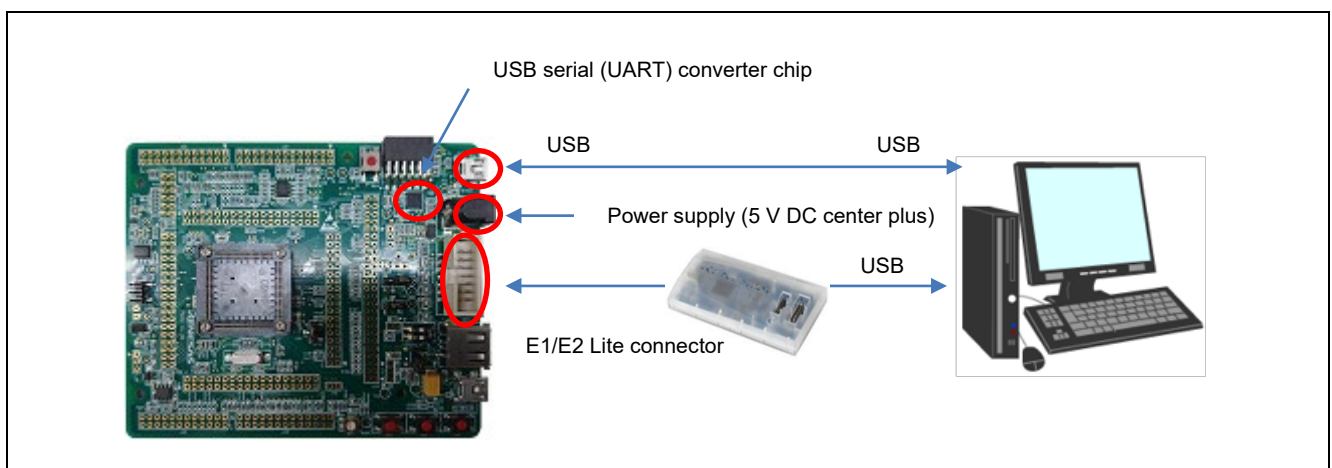 USB serial (UART) converter chip
USB
USB
Power supply (5 V DC center plus)
USB
E1/E2 Lite connector